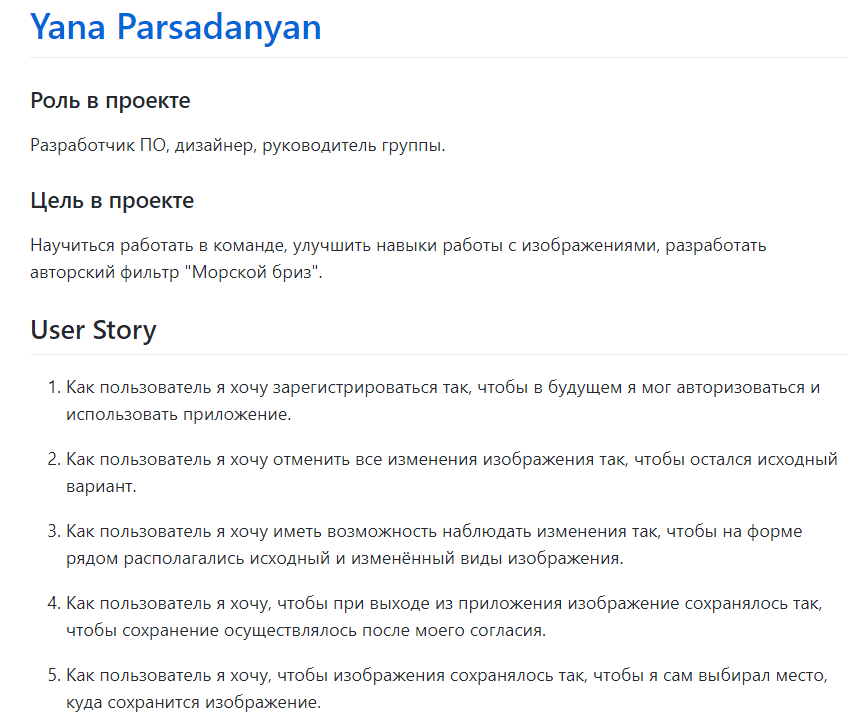 Yana Parsadanyan
Роль в проекте
Разработчик ПО, дизайнер, руководитель группы.
Цель в проекте
Научиться работать в команде, улучшить навыки работы с изображениями, разработать
авторский фильтр "Морской бриз".
User Story
1. Как пользователь я хочу зарегистрироваться так, чтобы в будущем я мог авторизоваться и
использовать приложение.
2. Как пользователь я хочу отменить все изменения изображения так, чтобы остался исходный
вариант.
3. Как пользователь я хочу иметь возможность наблюдать изменения так, чтобы на форме
рядом располагались исходный и изменённый виды изображения.
4. Как пользователь я хочу, чтобы при выходе из приложения изображение сохранялось так,
чтобы сохранение осуществлялось после моего согласия.
5. Как пользователь я хочу, чтобы изображения сохранялось так, чтобы я сам выбирал место,
куда сохранится изображение.